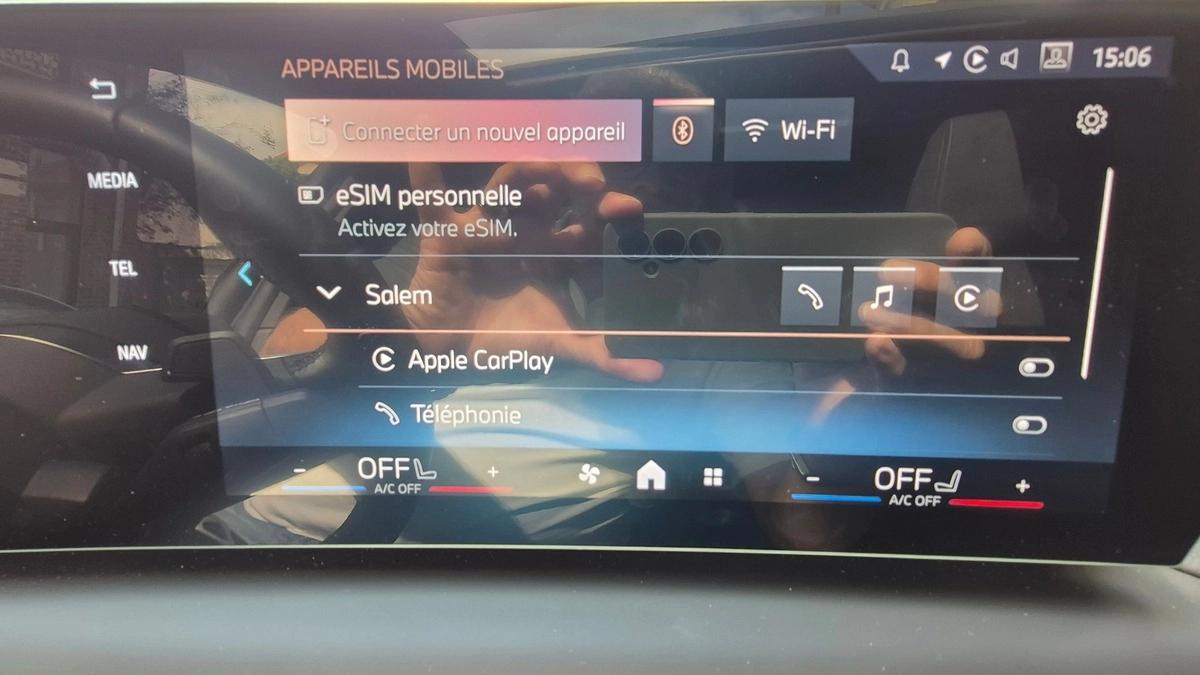 APPAREILS MOBILES
15:06
Connecter un nouvel appareil
Wi-Fi
MEDIA
eSIM personnelle
Activez votre eSIM.
TEL
Salem
NAV
Apple CarPlay
Téléphonie
- OFF +
A/C OFF
- OFF +
A/C OFF